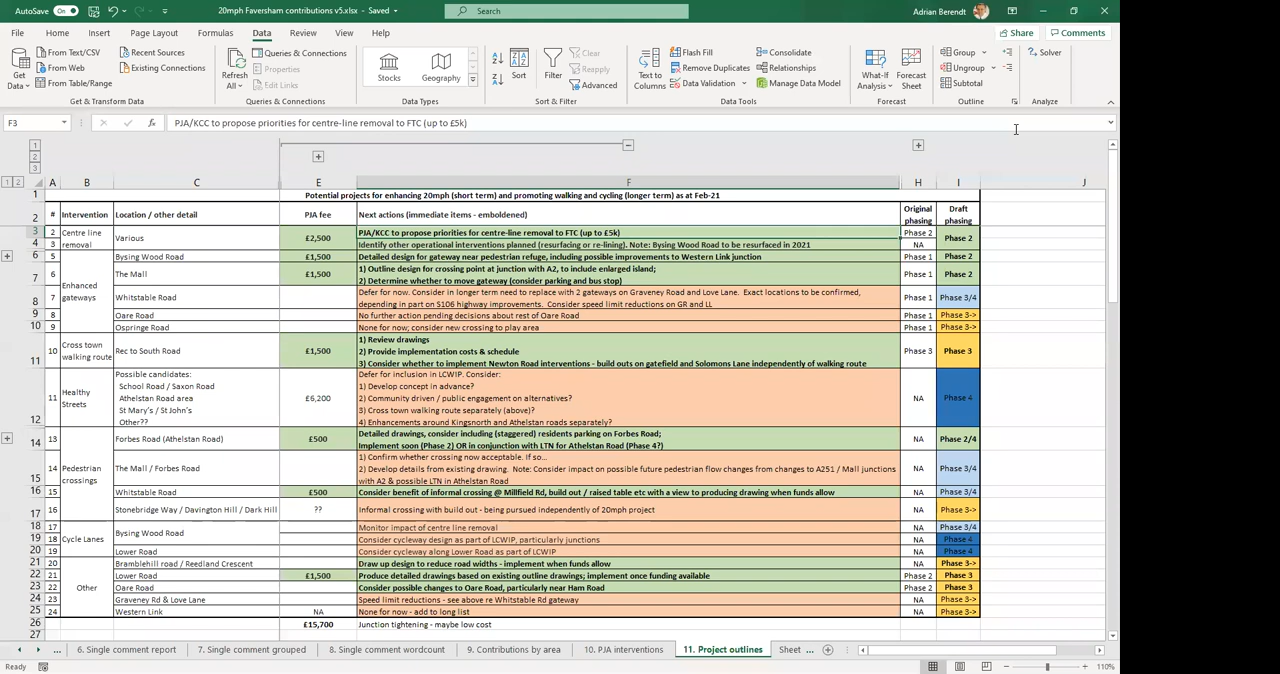 AutoSave On 20mph Faversham contributions v5.xlsx - Saved Search Adrian Berendt
File Home Insert Page Layout Formulas Data Review View Help Share Comments
Get Data From Text/CSV From Web From Table/Range Recent Sources Existing Connections
Refresh All Queries & Connections Properties Edit Links
Stocks Geography
Sort Filter Clear Reapply Advanced
Text to Columns Flash Fill Remove Duplicates Data Validation Consolidate Relationships Manage Data Model
What-If Analysis Forecast Sheet Group Ungroup Subtotal Solver
Get & Transform Data Queries & Connections Data Types Sort & Filter Data Tools Forecast Outline Analyze
F3 fx PJA/KCC to propose priorities for centre-line removal to FTC (up to £5k)
1
2
3
1 2 A B C E F H I J
1 Potential projects for enhancing 20mph (short term) and promoting walking and cycling (longer term) as at Feb-21
2 # Intervention Location / other detail PJA fee Next actions (immediate items - emboldened) Original phasing Draft phasing
3 2 Centre line removal Various £2,500 PJA/KCC to propose priorities for centre-line removal to FTC (up to £5k) Phase 2 Phase 2
4 3 Identify other operational interventions planned (resurfacing or re-lining). Note: Bysing Wood Road to be resurfaced in 2021 NA
6 5 Enhanced gateways Bysing Wood Road £1,500 Detailed design for gateway near pedestrian refuge, including possible improvements to Western Link junction Phase 1 Phase 2
7 6 The Mall £1,500 1) Outline design for crossing point at junction with A2, to include enlarged island; Phase 1 Phase 2
2) Determine whether to move gateway (consider parking and bus stop)
8 7 Whitstable Road Defer for now. Consider in longer term need to replace with 2 gateways on Graveney Road and Love Lane. Exact locations to be confirmed, Phase 1 Phase 3/4
depending in part on S106 highway improvements. Consider speed limit reductions on GR and LL
9 8 Oare Road No further action pending decisions about rest of Oare Road Phase 1 Phase 3->
10 9 Ospringe Road None for now; consider new crossing to play area Phase 1 Phase 3->
11 10 Cross town walking route Rec to South Road £1,500 1) Review drawings Phase 3 Phase 3
2) Provide implementation costs & schedule
3) Consider whether to implement Newton Road interventions - build outs on gatefield and Solomons Lane independently of walking route
12 11 Healthy Streets Possible candidates: £6,200 Defer for inclusion in LCWIP. Consider: NA Phase 4
School Road / Saxon Road 1) Develop concept in advance?
Athelstan Road area 2) Community driven / public engagement on alternatives?
St Mary's / St John's 3) Cross town walking route separately (above)?
Other?? 4) Enhancements around Kingsnorth and Athelstan roads separately?
14 13 Pedestrian crossings Forbes Road (Athelstan Road) £500 Detailed drawings, consider including (staggered) residents parking on Forbes Road; NA Phase 2/4
Implement soon (Phase 2) OR in conjunction with LTN for Athelstan Road (Phase 4?)
15 14 The Mall / Forbes Road 1) Confirm whether crossing now acceptable. If so... NA Phase 3/4
2) Develop details from existing drawing. Note: Consider impact on possible future pedestrian flow changes from changes to A251 / Mall junctions
with A2 & possible LTN in Athelstan Road
16 15 Whitstable Road £500 Consider benefit of informal crossing @ Millfield Rd, build out / raised table etc with a view to producing drawing when funds allow NA Phase 3/4
17 16 Stonebridge Way / Davington Hill / Dark Hill ?? Informal crossing with build out - being pursued independently of 20mph project NA Phase 3->
18 17 Cycle Lanes Bysing Wood Road Monitor impact of centre line removal NA Phase 3/4
19 18 Consider cycleway design as part of LCWIP, particularly junctions NA Phase 4
20 19 Lower Road Consider cycleway along Lower Road as part of LCWIP NA Phase 4
21 20 Other Bramblehill road / Reedland Crescent Draw up design to reduce road widths - implement when funds allow NA Phase 3->
22 21 Lower Road £1,500 Produce detailed drawings based on existing outline drawings; implement once funding available Phase 2 Phase 3
23 22 Oare Road Consider possible changes to Oare Road, particularly near Ham Road Phase 2 Phase 3
24 23 Graveney Rd & Love Lane Speed limit reductions - see above re Whitstable Rd gateway NA Phase 3->
25 24 Western Link NA None for now - add to long list NA Phase 3->
26 £15,700 Junction tightening - maybe low cost
27
... 6. Single comment report 7. Single comment grouped 8. Single comment wordcount 9. Contributions by area 10. PJA interventions 11. Project outlines Sheet ...
Ready 110%